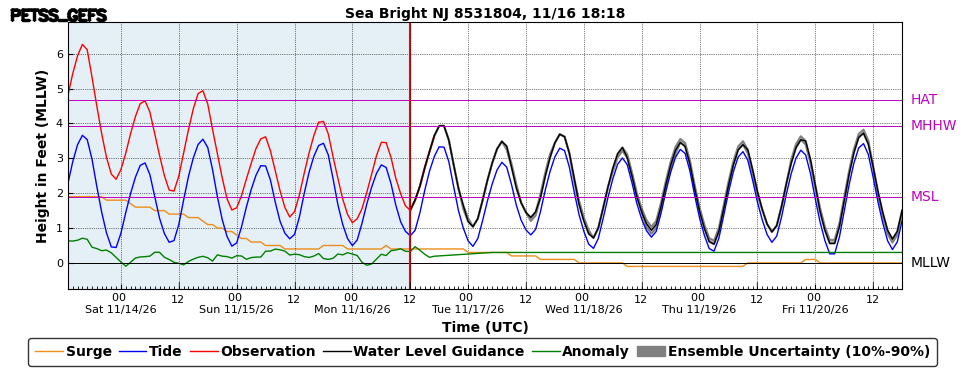 PETSS_GEFS
Sea Bright NJ 8531804, 11/16 18:18
Height in Feet (MLLW)
6
5
4
3
2
1
0
HAT
MHHW
MSL
MLLW
00 12 00 12 00 12 00 12 00 12 00 12 00 12
Sat 11/14/26 Sun 11/15/26 Mon 11/16/26 Tue 11/17/26 Wed 11/18/26 Thu 11/19/26 Fri 11/20/26
Time (UTC)
Surge Tide Observation Water Level Guidance Anomaly Ensemble Uncertainty (10%-90%)